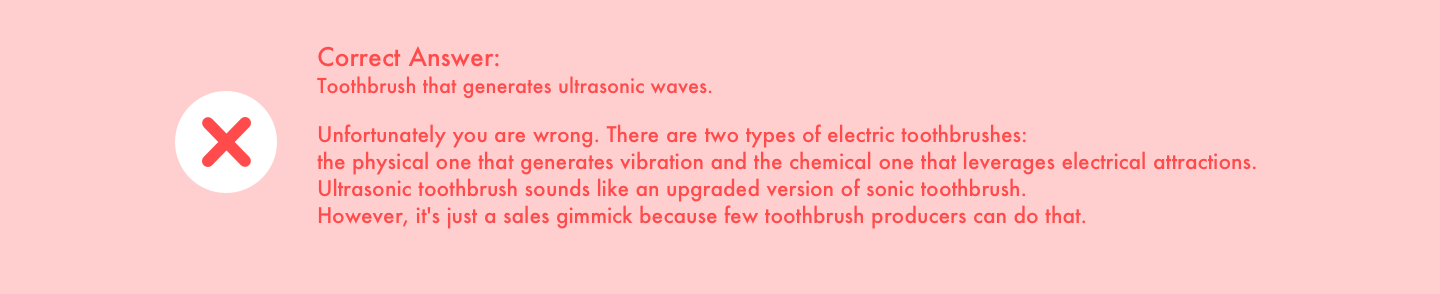 Correct Answer:
Toothbrush that generates ultrasonic waves.
Unfortunately you are wrong. There are two types of electric toothbrushes:
the physical one that generates vibration and the chemical one that leverages electrical attractions.
Ultrasonic toothbrush sounds like an upgraded version of sonic toothbrush.
However, it's just a sales gimmick because few toothbrush producers can do that.